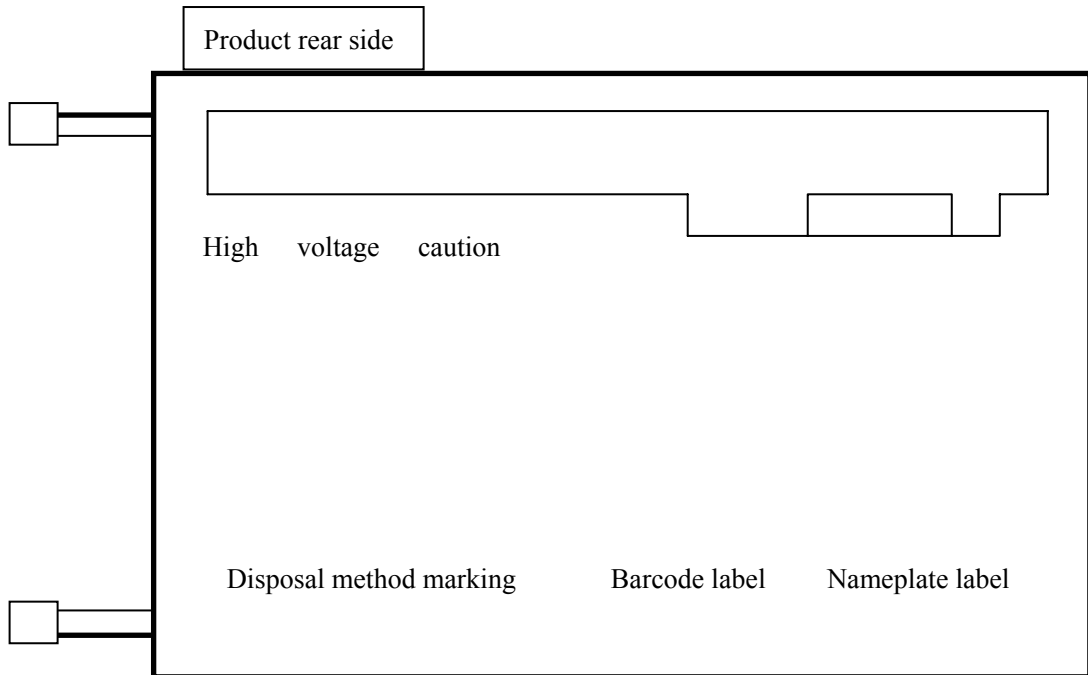 Product rear side
High voltage caution
Disposal method marking Barcode label Nameplate label